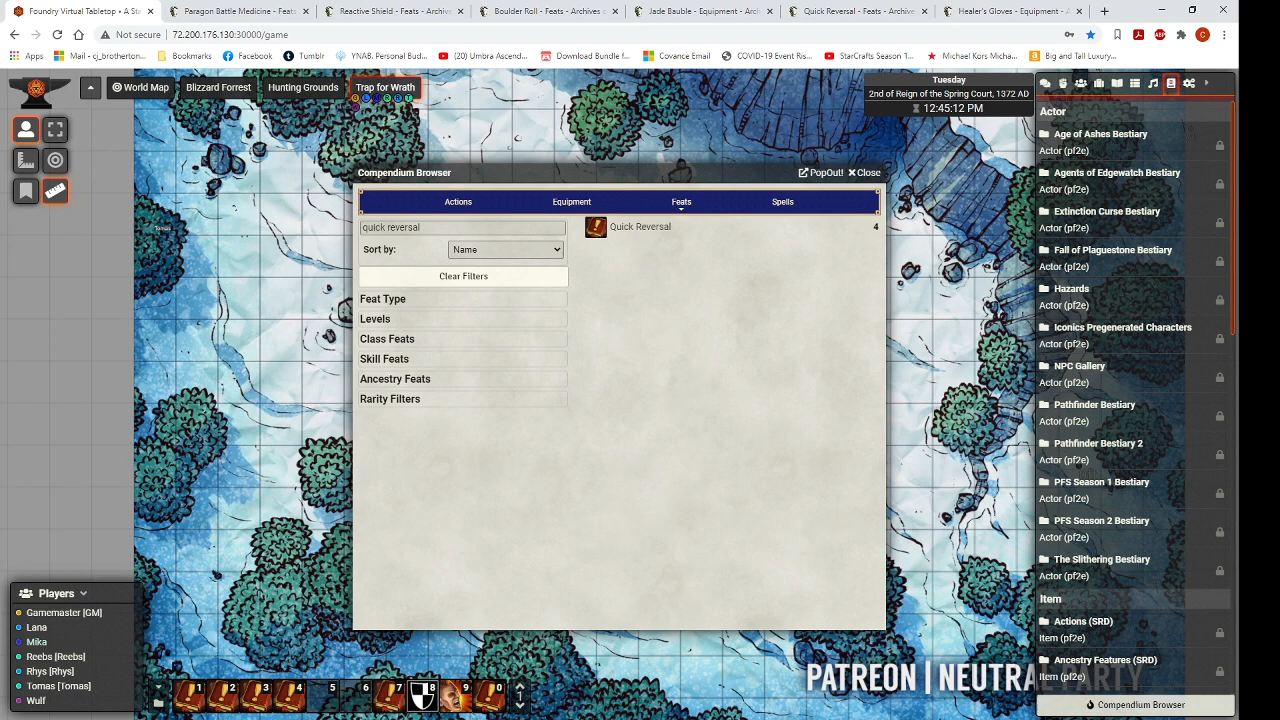 Foundry Virtual Tabletop • A St
Paragon Battle Medicine - Feats
Reactive Shield - Feats - Archive
Boulder Roll - Feats - Archives o
Jade Bauble - Equipment - Arch
Quick Reversal - Feats - Archive
Healer's Gloves - Equipment - A
Not secure | 72.200.176.130:30000/game
Apps
Mail - cj_brotherton...
Bookmarks
Facebook
Tumblr
YNAB. Personal Bud...
(20) Umbra Ascend...
Download Bundle f...
Covance Email
COVID-19 Event Ris...
StarCrafts Season 1...
Michael Kors Micha...
Big and Tall Luxury...
World Map
Blizzard Forrest
Hunting Grounds
Trap for Wrath
Tuesday
2nd of Reign of the Spring Court, 1372 AD
12:45:12 PM
Tomas
Compendium Browser
PopOut!
Close
Actions
Equipment
Feats
Spells
quick reversal
Quick Reversal
4
Sort by:
Name
Clear Filters
Feat Type
Levels
Class Feats
Skill Feats
Ancestry Feats
Rarity Filters
Actor
Age of Ashes Bestiary
Actor (pf2e)
Agents of Edgewatch Bestiary
Actor (pf2e)
Extinction Curse Bestiary
Actor (pf2e)
Fall of Plaguestone Bestiary
Actor (pf2e)
Hazards
Actor (pf2e)
Iconics Pregenerated Characters
Actor (pf2e)
NPC Gallery
Actor (pf2e)
Pathfinder Bestiary
Actor (pf2e)
Pathfinder Bestiary 2
Actor (pf2e)
PFS Season 1 Bestiary
Actor (pf2e)
PFS Season 2 Bestiary
Actor (pf2e)
The Slithering Bestiary
Actor (pf2e)
Item
Actions (SRD)
Item (pf2e)
Ancestry Features (SRD)
Item (pf2e)
Compendium Browser
Players
Gamemaster [GM]
Lana
Mika
Reebs [Reebs]
Rhys [Rhys]
Tomas [Tomas]
Wulf
1 2 3 4 5 6 7 8 9 0
1
PATREON | NEUTRAL PARTY